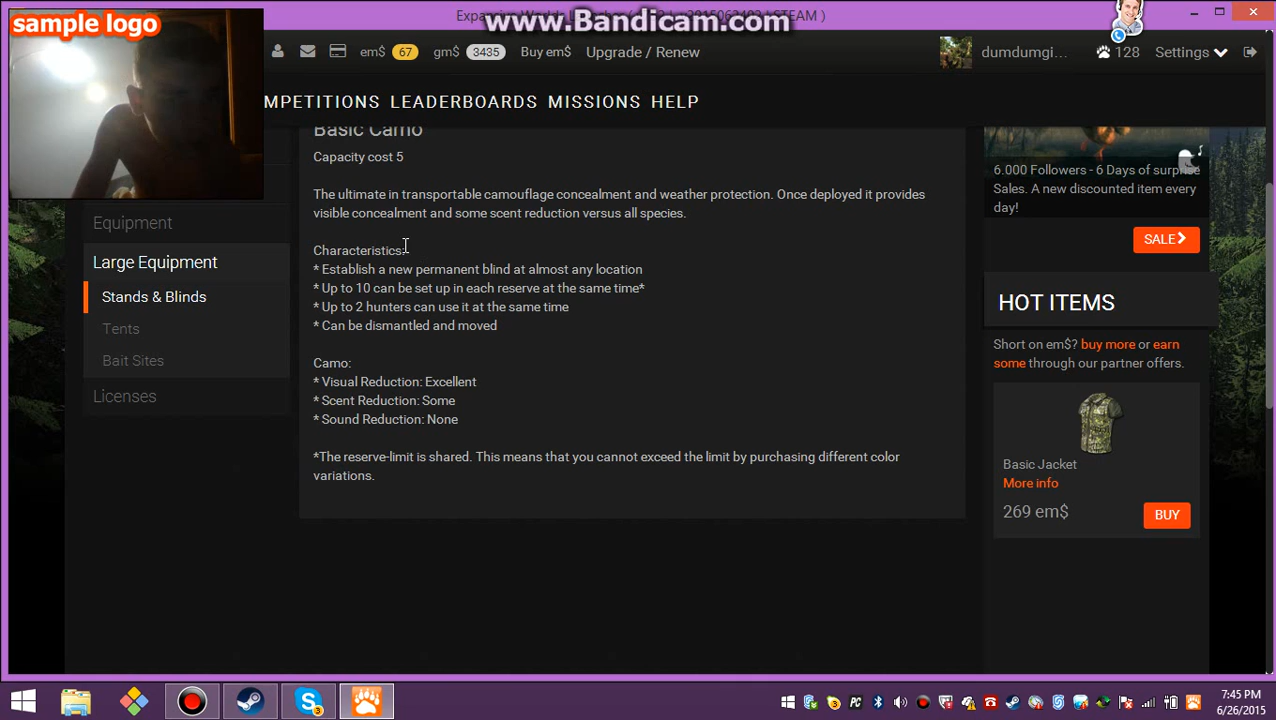 sample logo
www.Bandicam.com
em$ 67 gm$ 3435 Buy em$ Upgrade / Renew dumdumgi... 128 Settings
MPETITIONS LEADERBOARDS MISSIONS HELP
Basic Camo
Capacity cost 5
The ultimate in transportable camouflage concealment and weather protection. Once deployed it provides
visible concealment and some scent reduction versus all species.
Characteristics:
* Establish a new permanent blind at almost any location
* Up to 10 can be set up in each reserve at the same time*
* Up to 2 hunters can use it at the same time
* Can be dismantled and moved
Camo:
* Visual Reduction: Excellent
* Scent Reduction: Some
* Sound Reduction: None
*The reserve-limit is shared. This means that you cannot exceed the limit by purchasing different color
variations.
Equipment
Large Equipment
Stands & Blinds
Tents
Bait Sites
Licenses
6.000 Followers - 6 Days of surprise
Sales. A new discounted item every
day!
SALE
HOT ITEMS
Short on em$? buy more or earn
some through our partner offers.
Basic Jacket
More info
269 em$
BUY
7:45 PM
6/26/2015